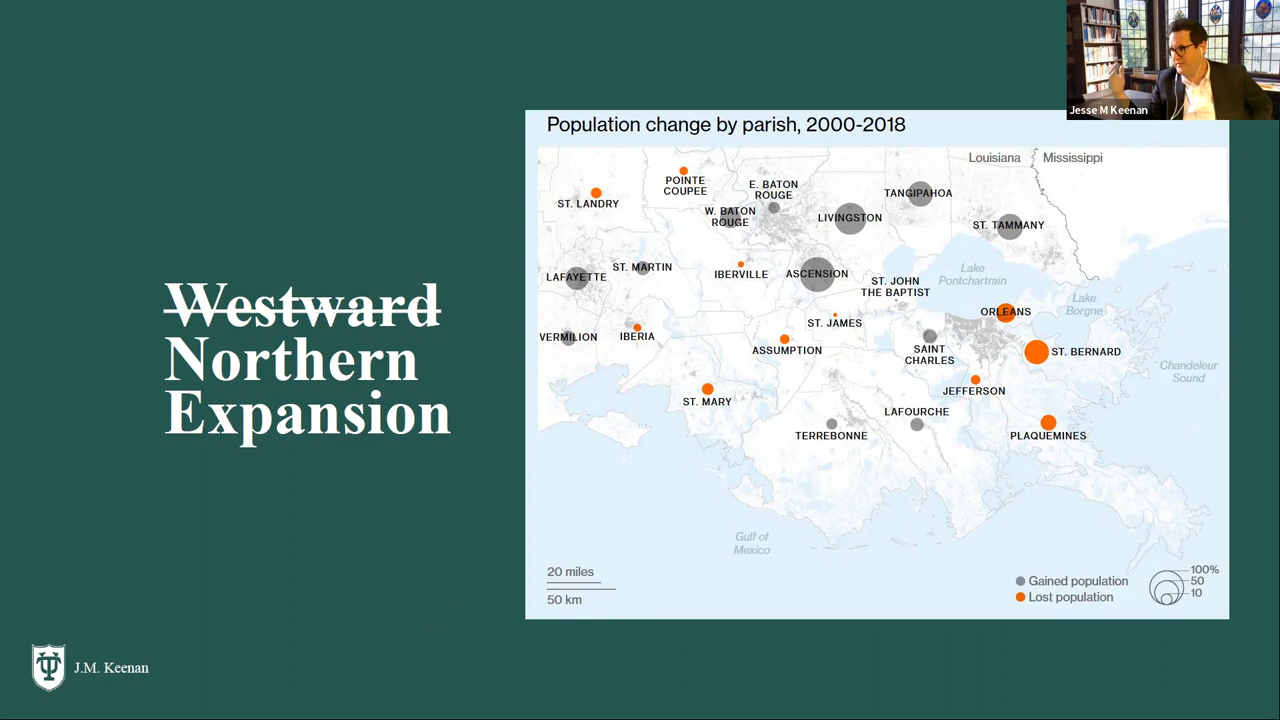 Jesse M Keenan
Population change by parish, 2000-2018
Louisiana
Mississippi
POINTE
COUPEE
E. BATON
ROUGE
TANGIPAHOA
ST. LANDRY
W. BATON
ROUGE
LIVINGSTON
ST. TAMMANY
LAFAYETTE
ST. MARTIN
IBERVILLE
ASCENSION
ST. JOHN
THE BAPTIST
Lake
Pontchartrain
Lake
Borgne
ORLEANS
VERMILION
IBERIA
ST. JAMES
ASSUMPTION
SAINT
CHARLES
ST. BERNARD
Chandeleur
Sound
JEFFERSON
ST. MARY
LAFOURCHE
TERREBONNE
PLAQUEMINES
Gulf of
Mexico
20 miles
50 km
Gained population
Lost population
100%
50
10
Westward
Northern
Expansion
J.M. Keenan